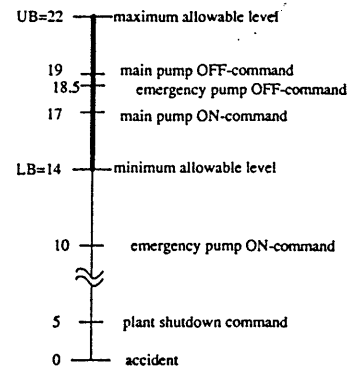 UB=22 maximum allowable level
19 main pump OFF-command
18.5 emergency pump OFF-command
17 main pump ON-command
LB=14 minimum allowable level
10 emergency pump ON-command
5 plant shutdown command
0 accident